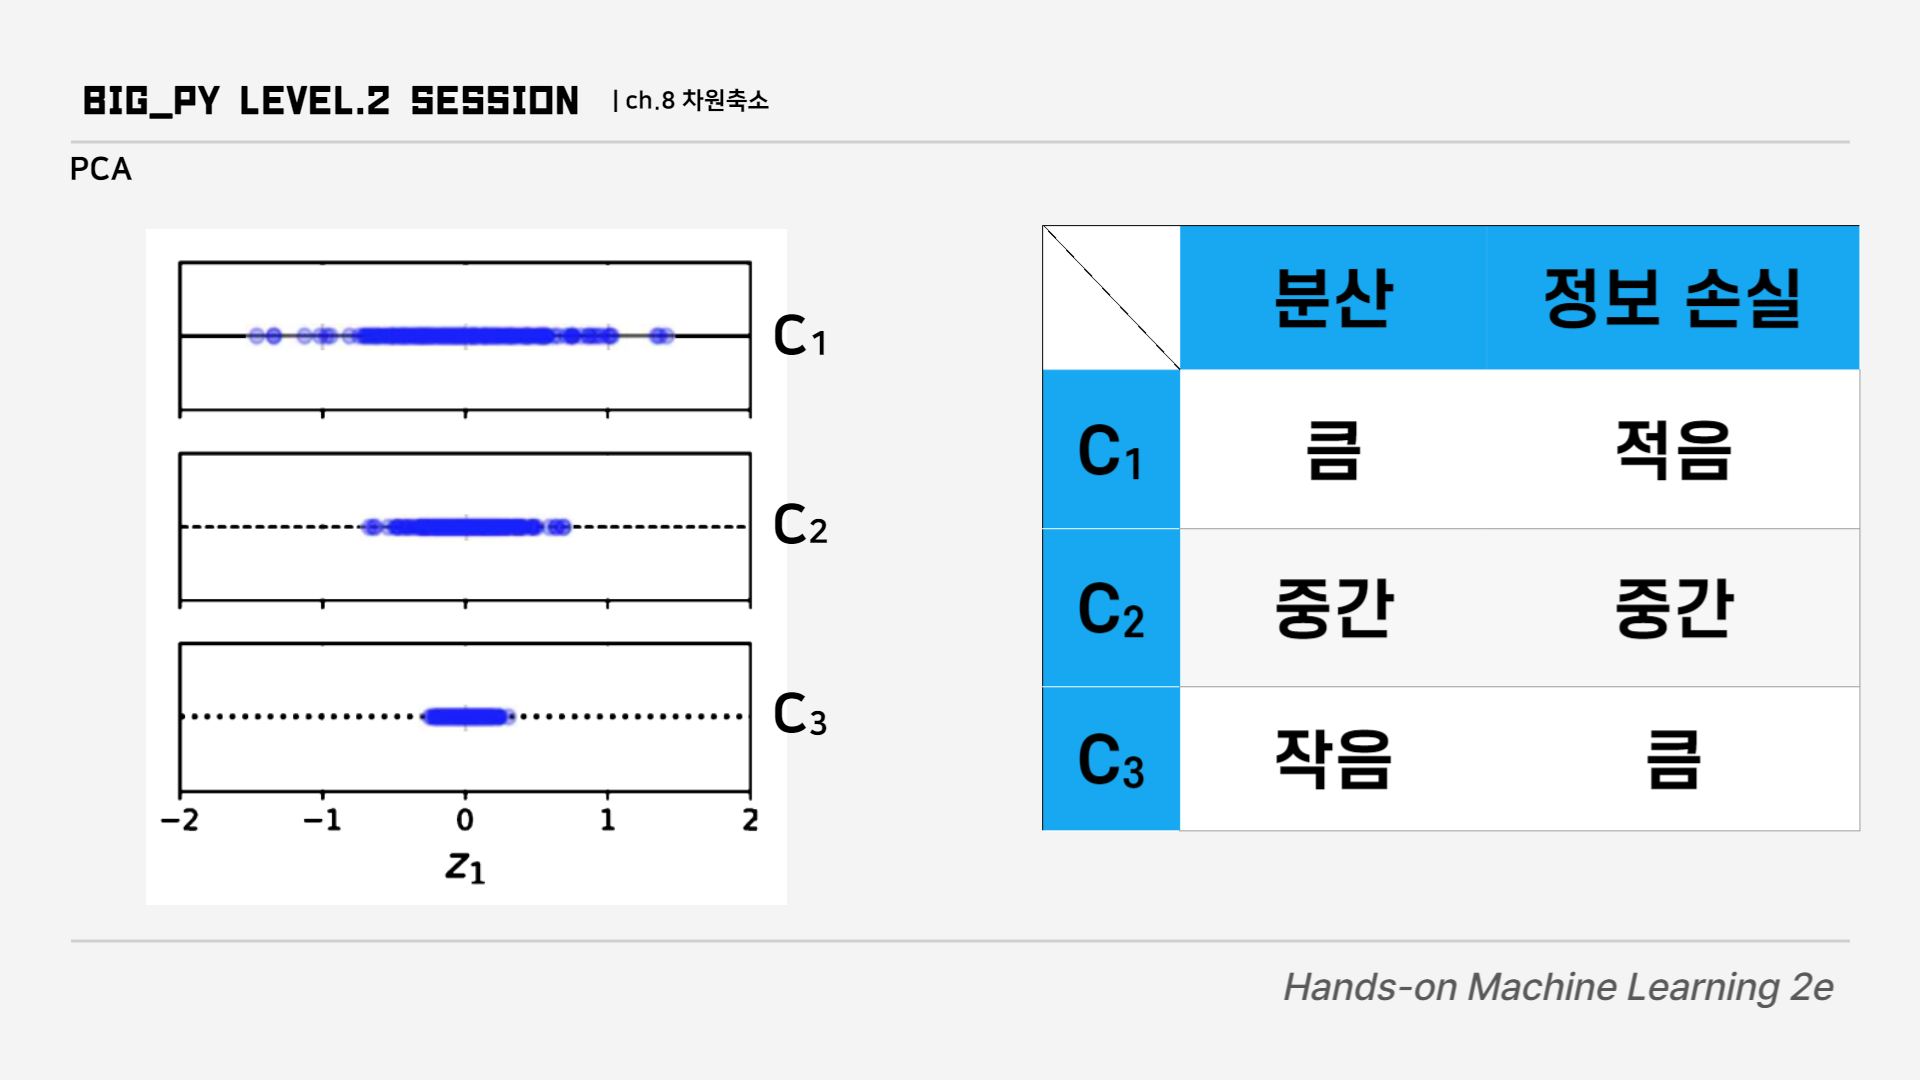 BIG_PY LEVEL.2 SESSION | ch.8 차원축소
PCA
C1
C2
C3
−2 −1 0 1 2
z1
분산 정보 손실
C1 큼 적음
C2 중간 중간
C3 작음 큼
Hands-on Machine Learning 2e